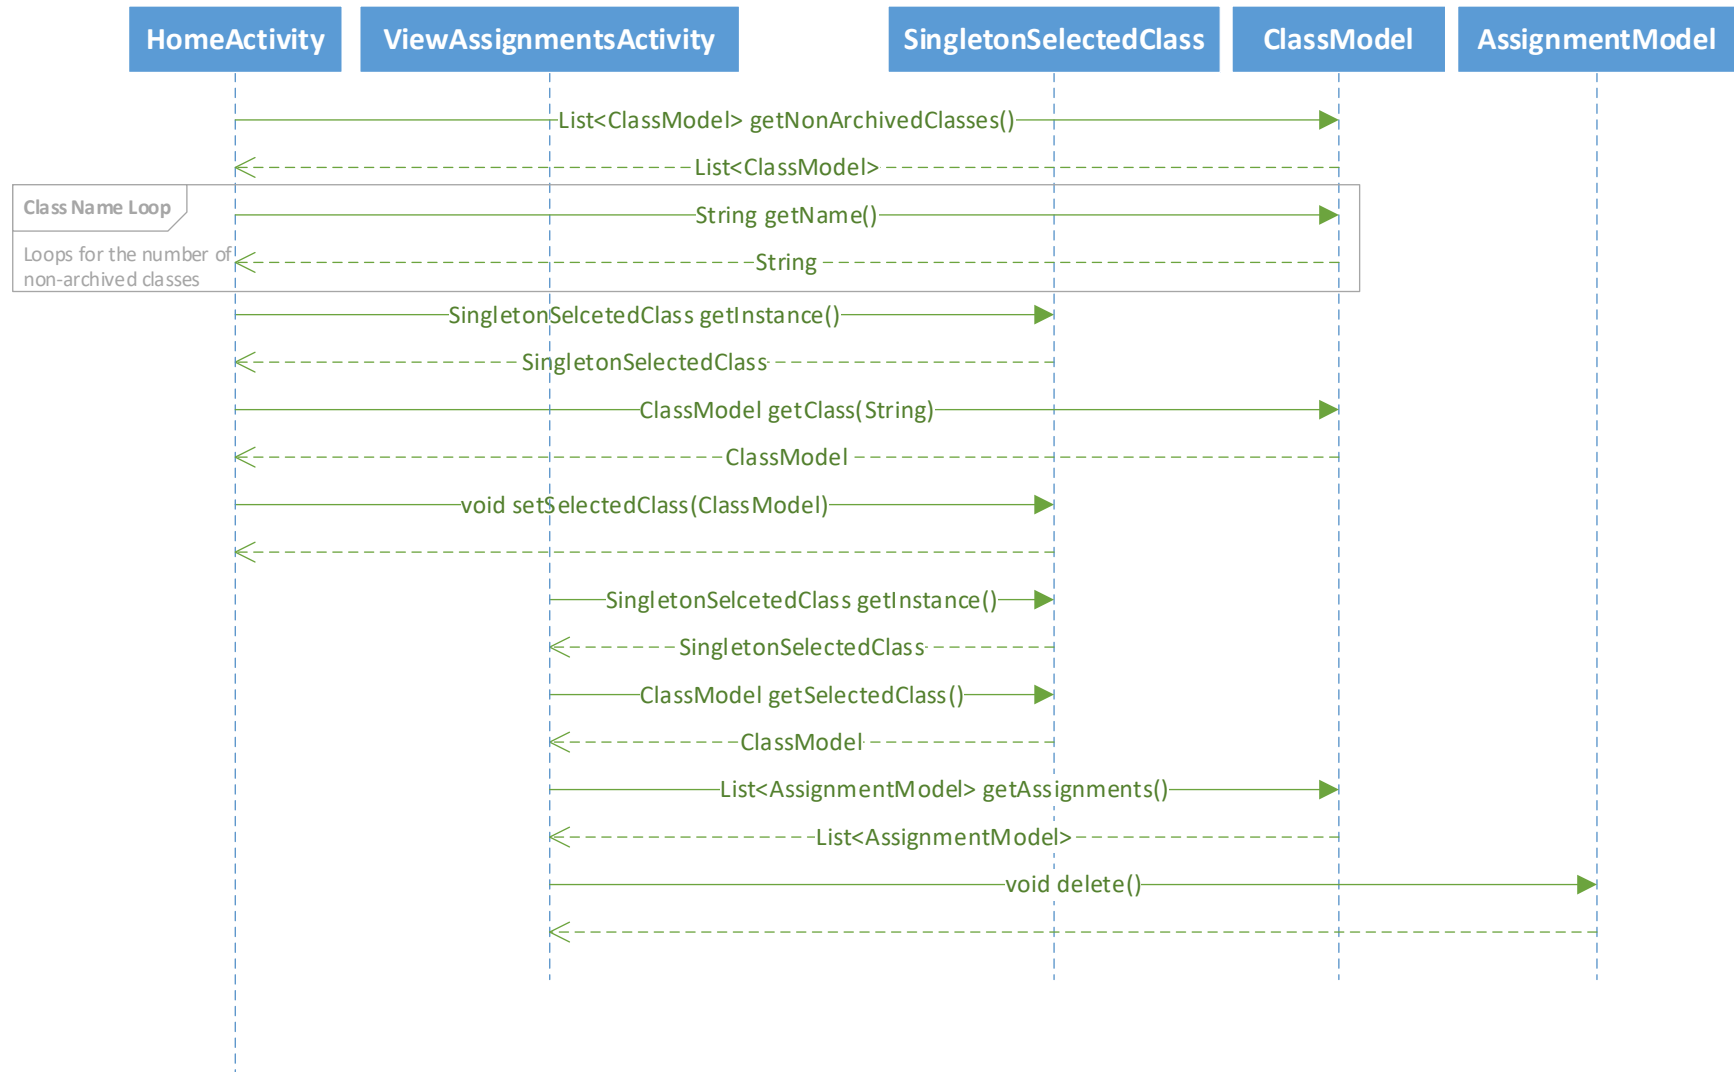 HomeActivity
ViewAssignmentsActivity
SingletonSelectedClass
ClassModel
AssignmentModel
List<ClassModel> getNonArchivedClasses()
List<ClassModel>
Class Name Loop
String getName()
Loops for the number of
non-archived classes
String
SingletonSelcetedClass getInstance()
SingletonSelectedClass
ClassModel getClass(String)
ClassModel
void setSelectedClass(ClassModel)
SingletonSelcetedClass getInstance()
SingletonSelectedClass
ClassModel getSelectedClass()
ClassModel
List<AssignmentModel> getAssignments()
List<AssignmentModel>
void delete()